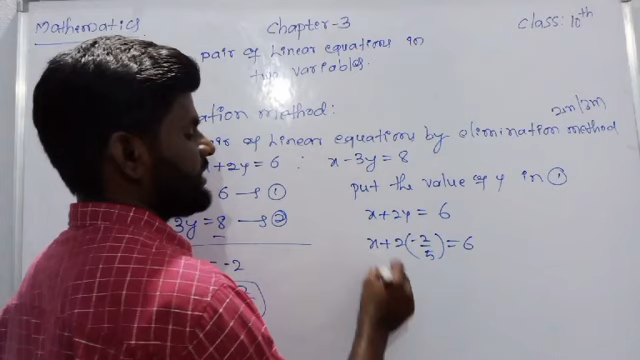 Mathematics
Chapter-3
Class: 10th
pair of Linear equations in
two variables.
ation method:
2m/3m
of Linear equations by elimination method
x+2y=6 : x-3y=8
6 → ①
3y = 8 → ②
= -2
put the value of y in ①
x+2y = 6
x+2(-2/5)=6